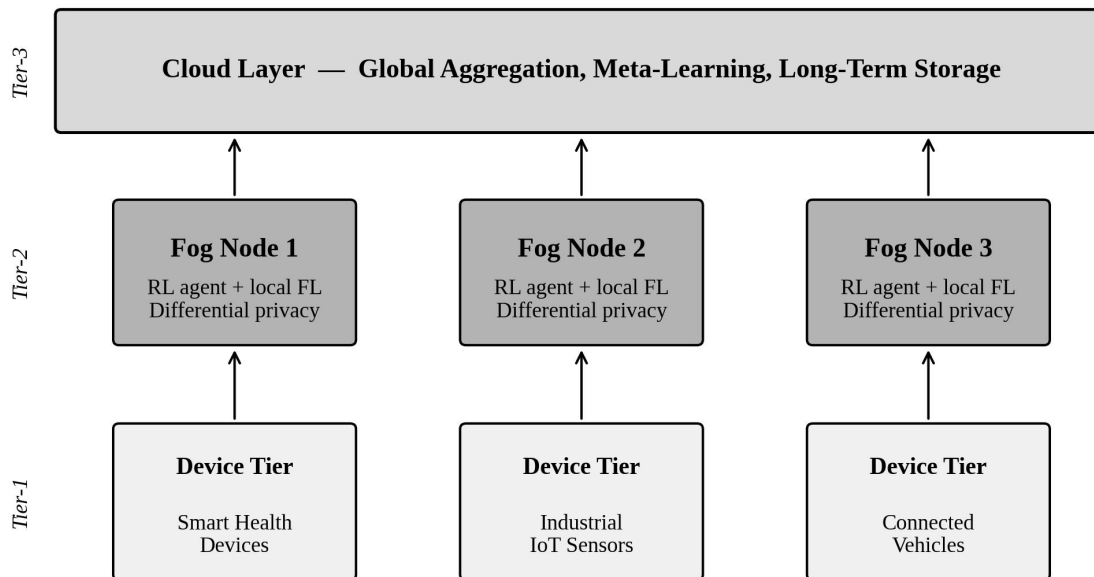 Tier-3
Cloud Layer — Global Aggregation, Meta-Learning, Long-Term Storage
Tier-2
Fog Node 1
RL agent + local FL
Differential privacy
Fog Node 2
RL agent + local FL
Differential privacy
Fog Node 3
RL agent + local FL
Differential privacy
Tier-1
Device Tier
Smart Health
Devices
Device Tier
Industrial
IoT Sensors
Device Tier
Connected
Vehicles